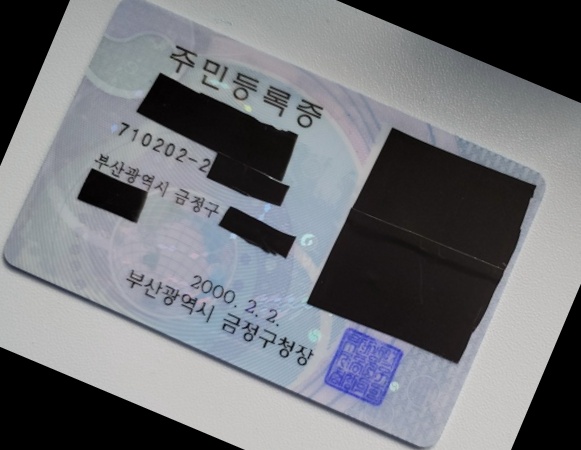 주민등록증
710202-2
부산광역시 금정구
2000. 2. 2.
부산광역시 금정구청장